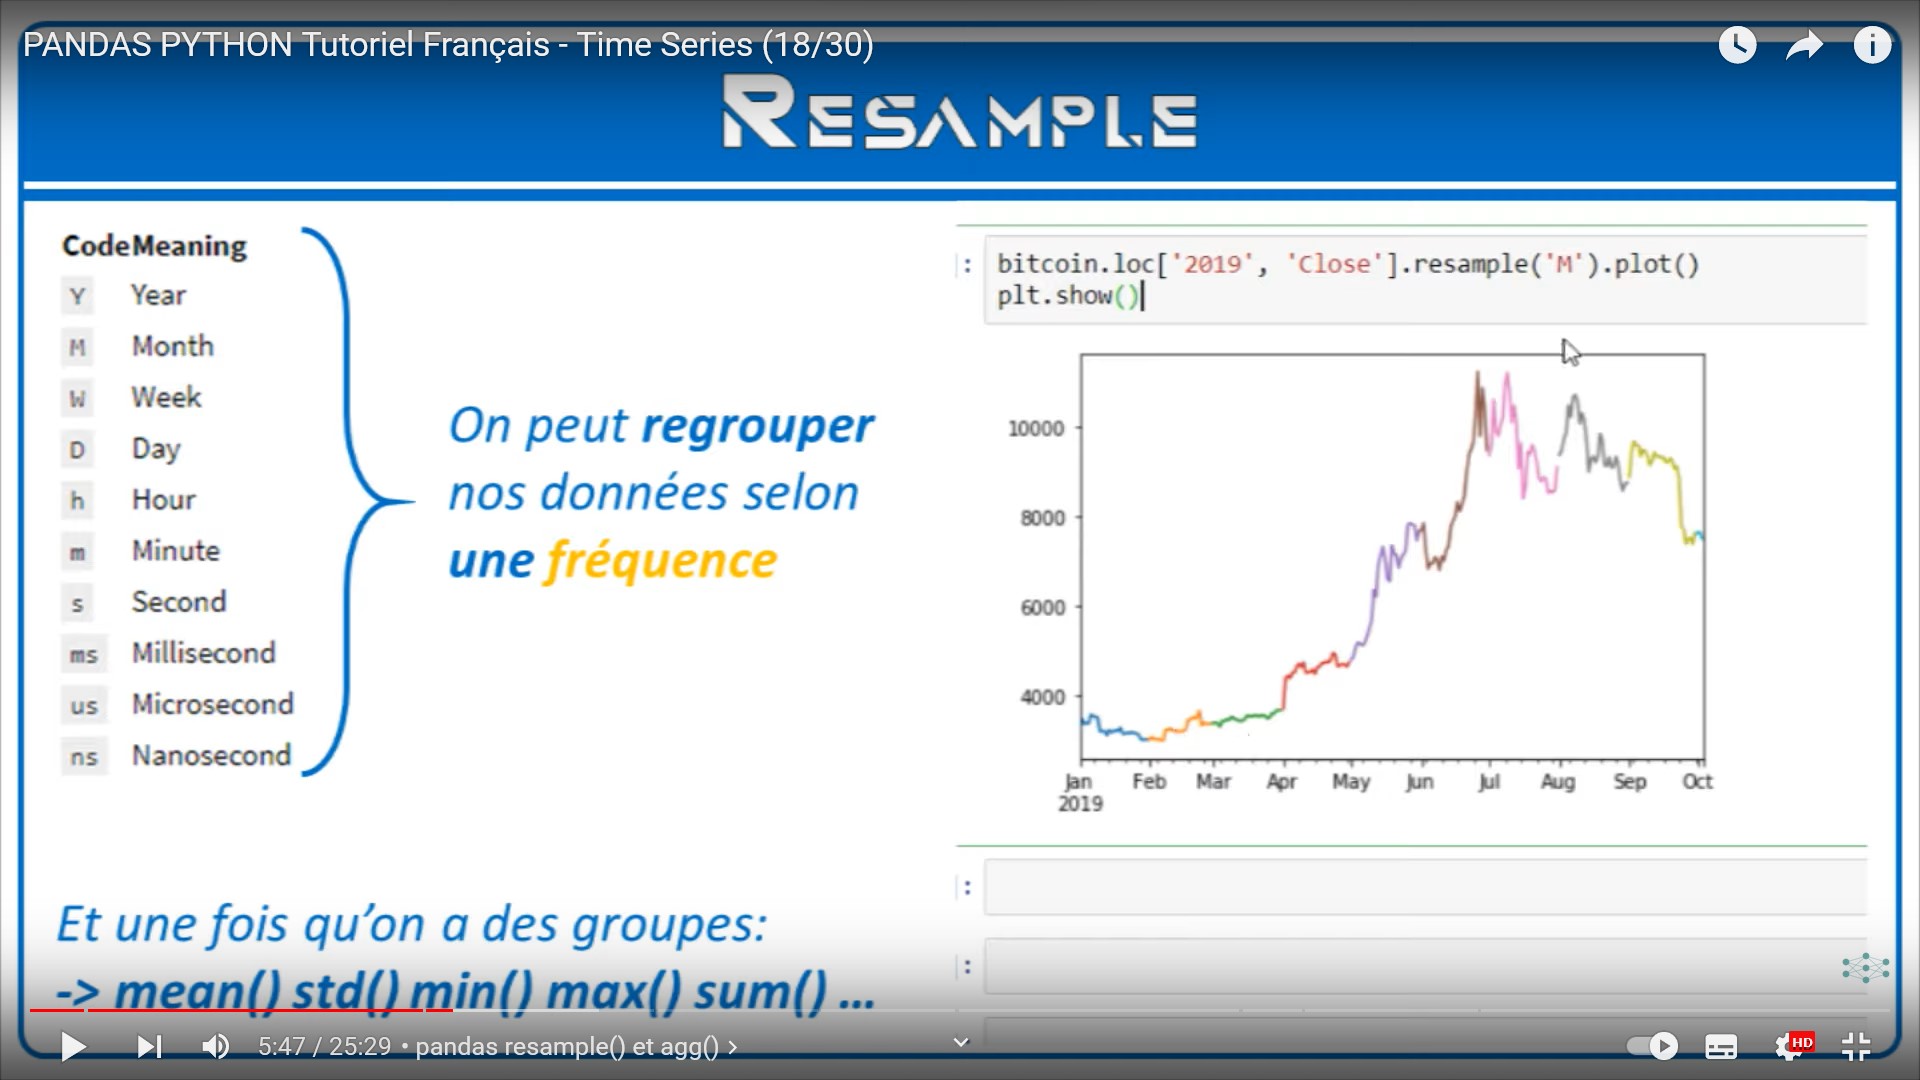 PANDAS PYTHON Tutoriel Français - Time Series (18/30)
RESAMPLE
Code Meaning
Y Year
M Month
W Week
D Day
h Hour
m Minute
s Second
ms Millisecond
us Microsecond
ns Nanosecond
On peut regrouper
nos données selon
une fréquence
Et une fois qu’on a des groupes:
-> mean() std() min() max() sum() ...
: bitcoin.loc['2019', 'Close'].resample('M').plot()
plt.show()
10000
8000
6000
4000
Jan Feb Mar Apr May Jun Jul Aug Sep Oct
2019
:
:
5:47 / 25:29 • pandas resample() et agg() >
HD